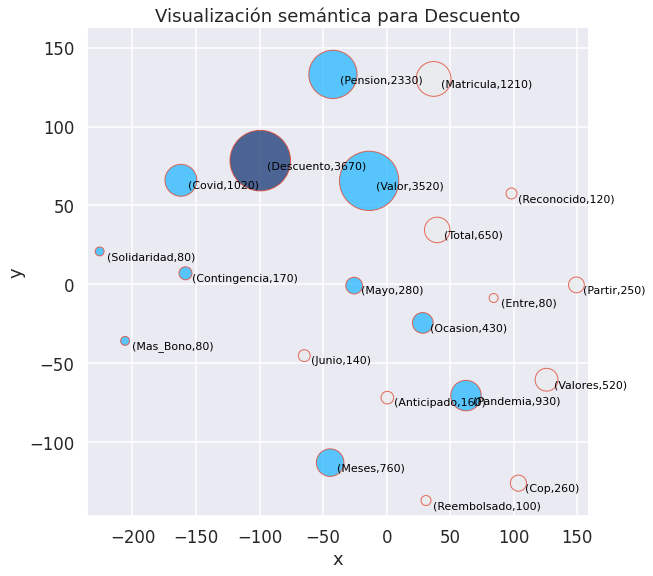 Visualización semántica para Descuento
150
100
50
0
−50
−100
y
(Pension,2330)
(Matricula,1210)
(Descuento,3670)
(Covid,1020)
(Valor,3520)
(Reconocido,120)
(Total,650)
(Solidaridad,80)
(Contingencia,170)
(Mayo,280)
(Partir,250)
(Entre,80)
(Ocasion,430)
(Mas_Bono,80)
(Junio,140)
(Valores,520)
(Anticipado,160)
(Pandemia,930)
(Meses,760)
(Cop,260)
(Reembolsado,100)
−200 −150 −100 −50 0 50 100 150
x